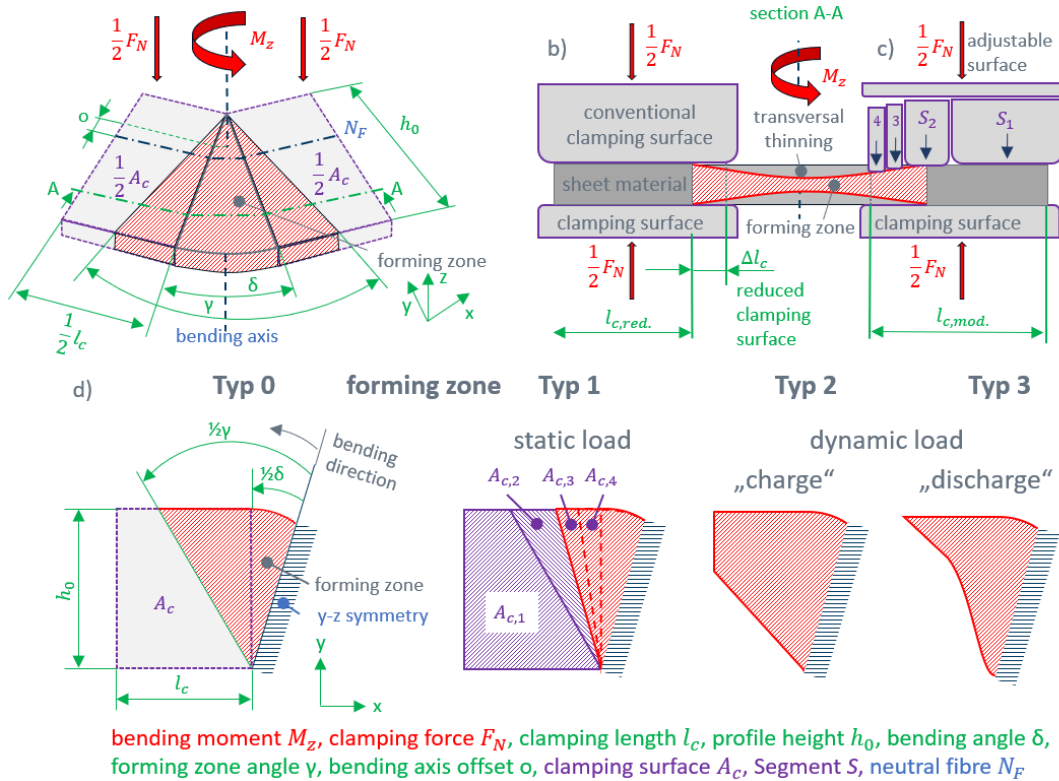 ½ F_N
M_z
½ F_N
o
N_F
h₀
½ A_c
½ A_c
A
A
forming zone
δ
γ
z
y
x
½ l_c
bending axis
section A-A
b)
½ F_N
M_z
c)
½ F_N
adjustable
surface
conventional
clamping surface
transversal
thinning
4
3
S₂
S₁
sheet material
clamping surface
forming zone
clamping surface
½ F_N
Δl_c
½ F_N
l_c,red.
reduced
clamping
surface
l_c,mod.
d)
Typ 0
forming zone
Typ 1
Typ 2
Typ 3
½γ
bending
direction
½δ
static load
dynamic load
A_c,2
A_c,3
A_c,4
„charge“
„discharge“
h₀
A_c
forming zone
y-z symmetry
A_c,1
y
l_c
x
bending moment M_z, clamping force F_N, clamping length l_c, profile height h₀, bending angle δ,
forming zone angle γ, bending axis offset o, clamping surface A_c, Segment S, neutral fibre N_F